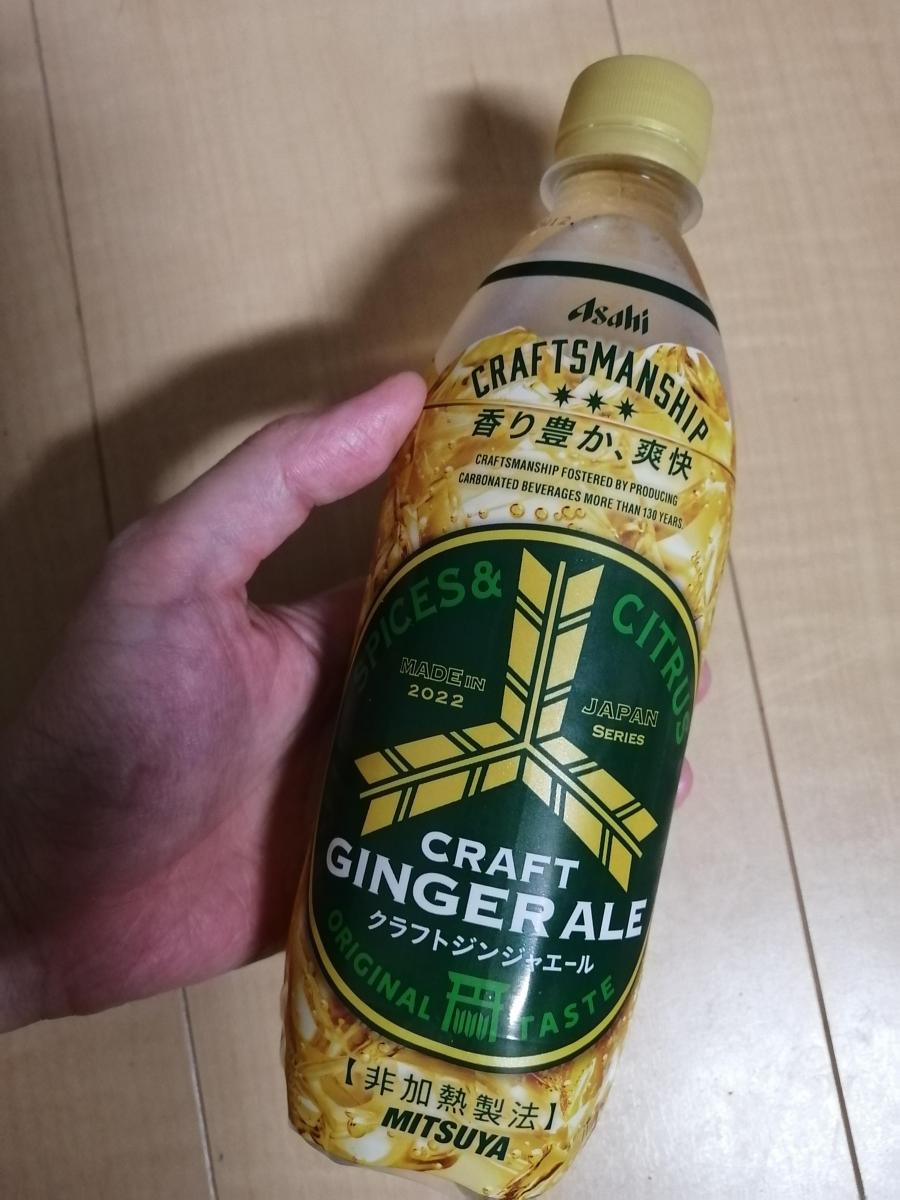 Asahi
CRAFTSMANSHIP
香り豊か、爽快
CRAFTSMANSHIP FOSTERED BY PRODUCING
CARBONATED BEVERAGES MORE THAN 130 YEARS.
SPICES & CITRUS
MADE IN
2022
JAPAN
SERIES
CRAFT
GINGER ALE
クラフトジンジャエール
ORIGINAL TASTE
【非加熱製法】
MITSUYA